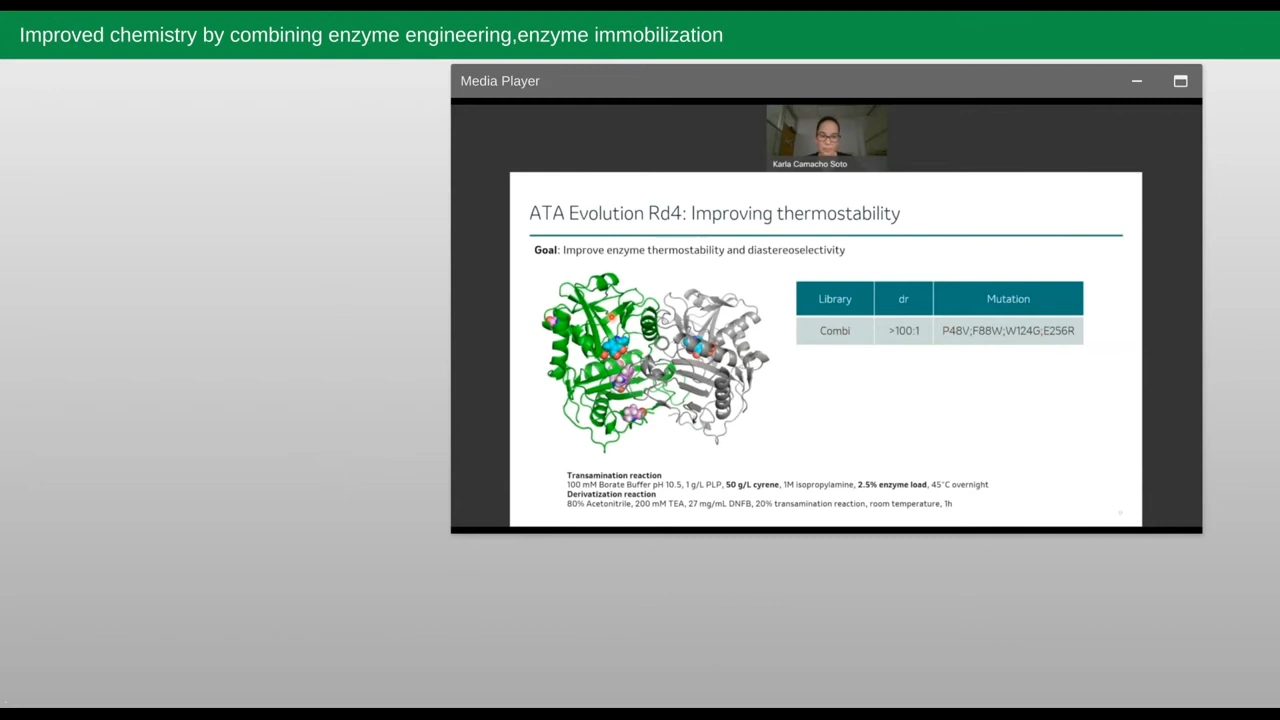 Improved chemistry by combining enzyme engineering,enzyme immobilization
Media Player
Karla Camacho Soto
ATA Evolution Rd4: Improving thermostability
Goal: Improve enzyme thermostability and diastereoselectivity
Library dr Mutation
Combi >100:1 P48V;F88W;W124G;E256R
Transamination reaction
100 mM Borate Buffer pH 10.5, 1 g/L PLP, 50 g/L cyrene, 1M isopropylamine, 2.5% enzyme load, 45°C overnight
Derivatization reaction
80% Acetonitrile, 200 mM TEA, 27 mg/mL DNFB, 20% transamination reaction, room temperature, 1h